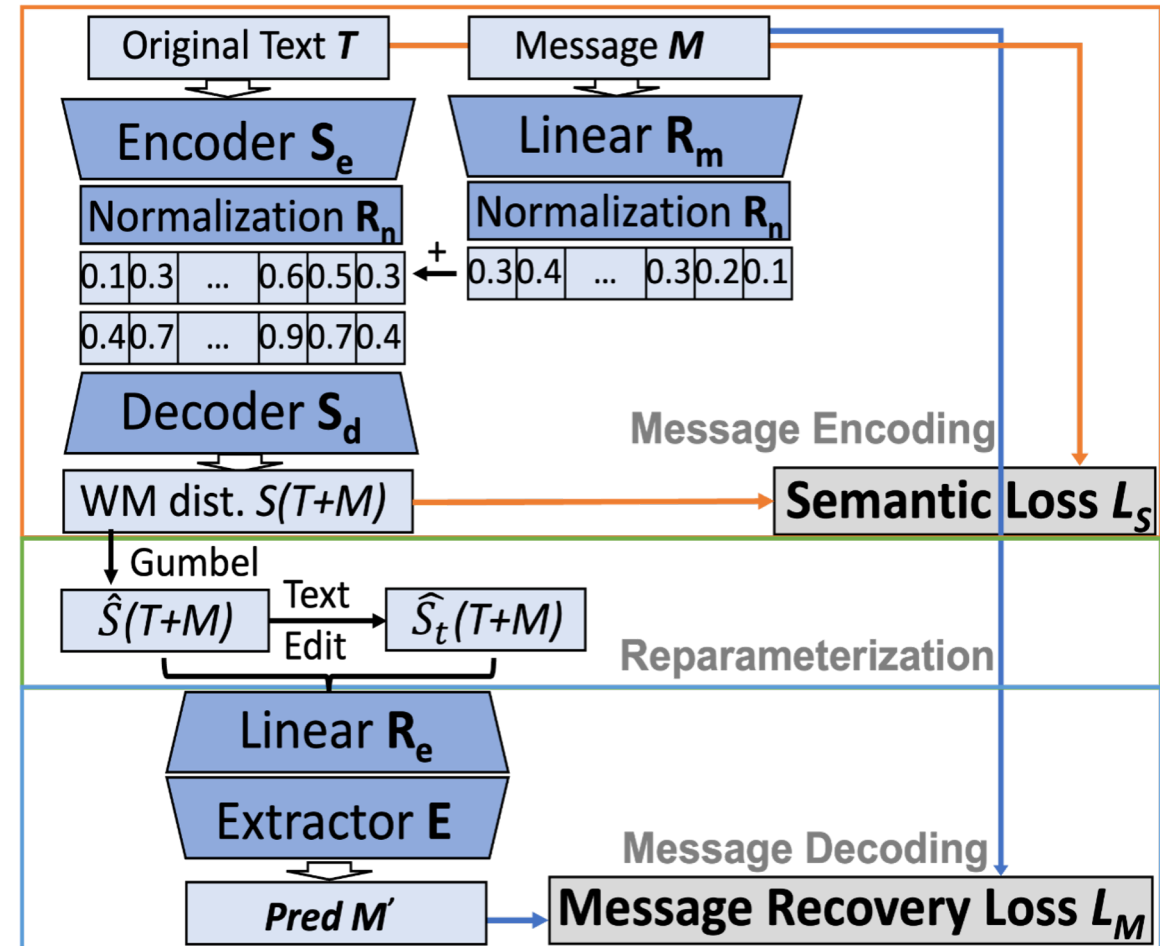 Original Text T
Message M
Encoder Se
Linear Rm
Normalization Rn
Normalization Rn
+
0.1 0.3 ... 0.6 0.5 0.3
0.3 0.4 ... 0.3 0.2 0.1
0.4 0.7 ... 0.9 0.7 0.4
Decoder Sd
Message Encoding
WM dist. S(T+M)
Semantic Loss LS
Gumbel
Ŝ(T+M)
Text
Edit
Ŝt(T+M)
Reparameterization
Linear Re
Extractor E
Message Decoding
Pred M′
Message Recovery Loss LM